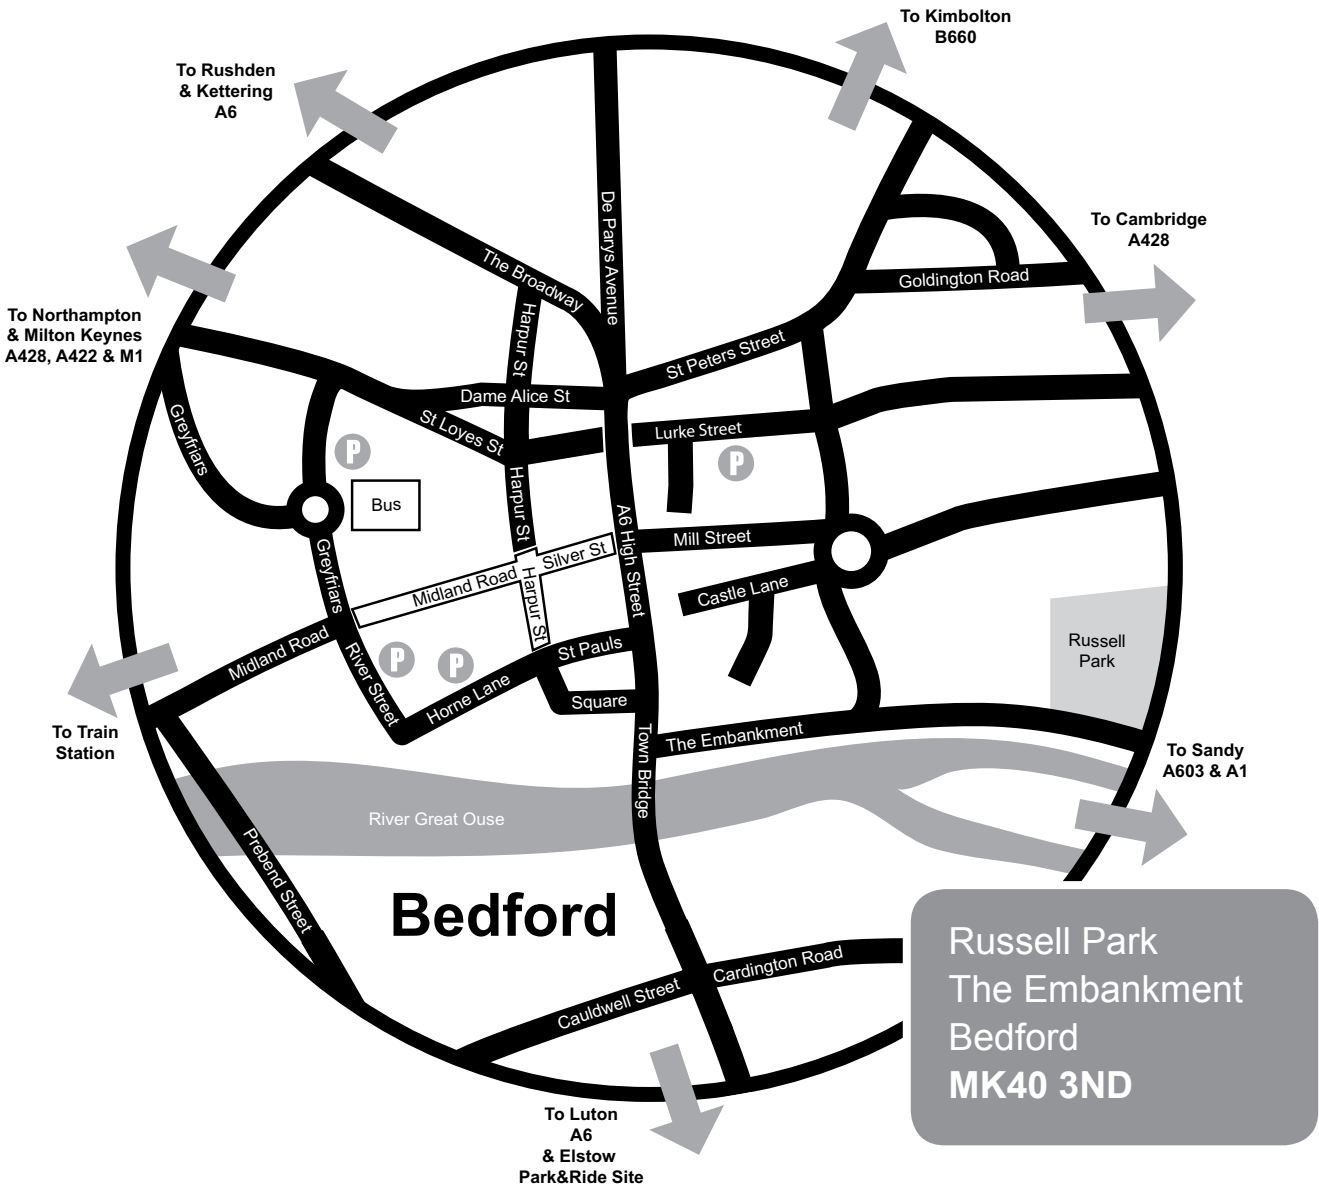 To Kimbolton
B660
To Rushden
& Kettering
A6
De Parys Avenue
To Cambridge
A428
The Broadway
Goldington Road
To Northampton
& Milton Keynes
A428, A422 & M1
Harpur St
St Peters Street
Dame Alice St
Greyfriars
St Loyes St
Lurke Street
P
P
Bus
Harpur St
A6 High Street
Mill Street
Silver St
Midland Road
Greyfriars
Harpur St
Castle Lane
Midland Road
St Pauls
Russell
Park
P
P
River Street
Horne Lane
Square
To Train
Station
Town Bridge
The Embankment
To Sandy
A603 & A1
River Great Ouse
Prebend Street
Bedford
Russell Park
The Embankment
Bedford
MK40 3ND
Cardington Road
Cauldwell Street
To Luton
A6
& Elstow
Park&Ride Site